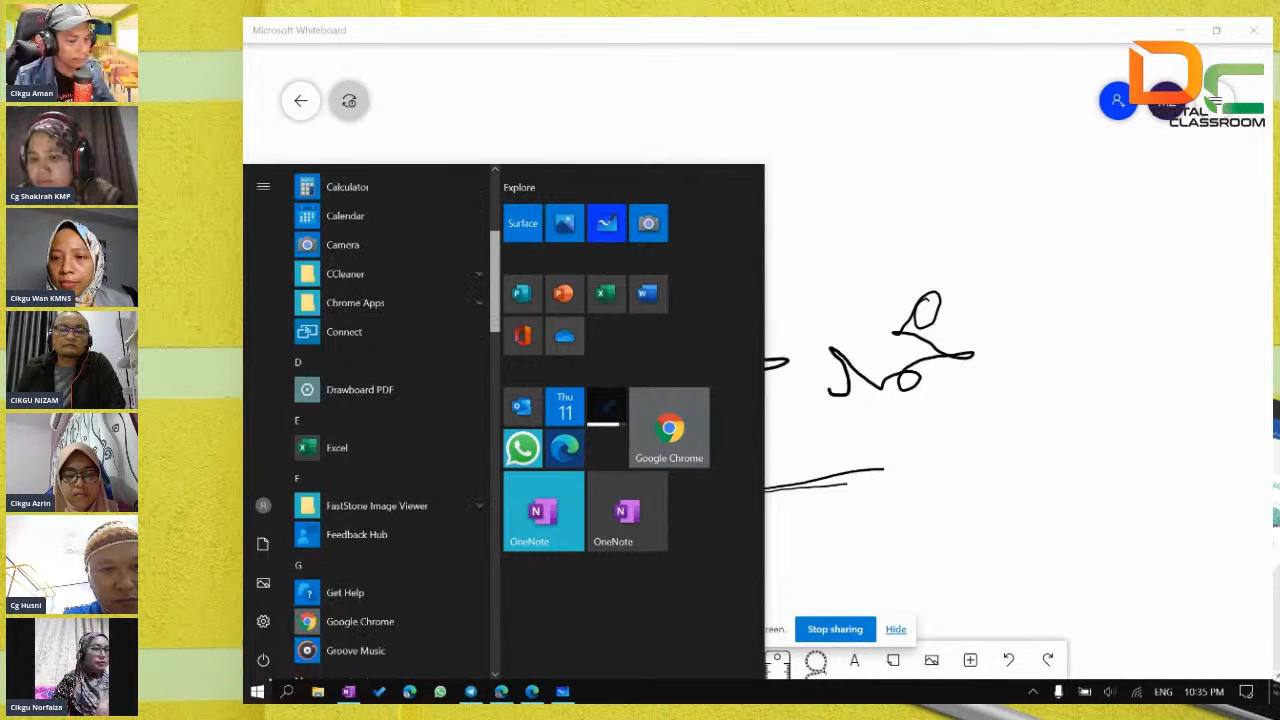 Microsoft Whiteboard
Cikgu Aman
Cg Shakirah KMP
Cikgu Wan KMNS
CIKGU NIZAM
Cikgu Azrin
Cg Husni
Cikgu Norfaiza
CLASSROOM
Calculator
Calendar
Camera
CCleaner
Chrome Apps
Connect
D
Drawboard PDF
E
Excel
F
FastStone Image Viewer
Feedback Hub
G
Get Help
Google Chrome
Groove Music
Explore
Surface
Thu
11
Google Chrome
OneNote
OneNote
No
Stop sharing
Hide
ENG
10:35 PM